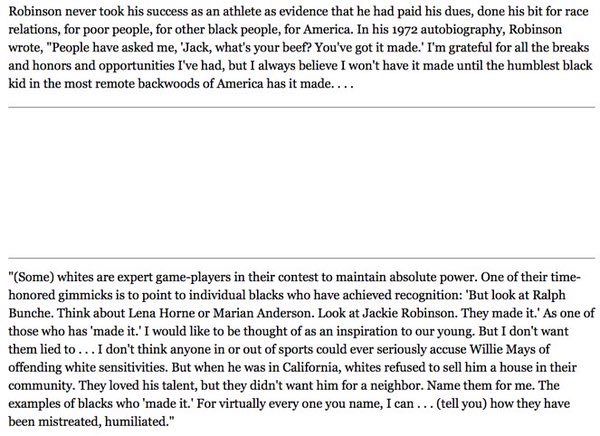 Robinson never took his success as an athlete as evidence that he had paid his dues, done his bit for race
relations, for poor people, for other black people, for America. In his 1972 autobiography, Robinson
wrote, "People have asked me, 'Jack, what's your beef? You've got it made.' I'm grateful for all the breaks
and honors and opportunities I've had, but I always believe I won't have it made until the humblest black
kid in the most remote backwoods of America has it made. . . .
"(Some) whites are expert game-players in their contest to maintain absolute power. One of their time-
honored gimmicks is to point to individual blacks who have achieved recognition: 'But look at Ralph
Bunche. Think about Lena Horne or Marian Anderson. Look at Jackie Robinson. They made it.' As one of
those who has 'made it.' I would like to be thought of as an inspiration to our young. But I don't want
them lied to . . . I don't think anyone in or out of sports could ever seriously accuse Willie Mays of
offending white sensitivities. But when he was in California, whites refused to sell him a house in their
community. They loved his talent, but they didn't want him for a neighbor. Name them for me. The
examples of blacks who 'made it.' For virtually every one you name, I can . . . (tell you) how they have
been mistreated, humiliated."